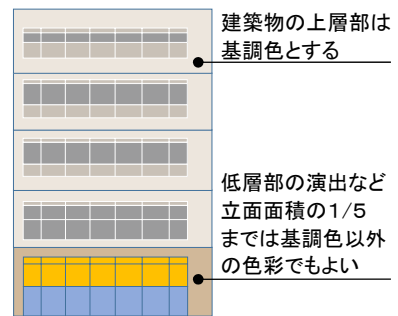 建築物の上層部は
基調色とする
低層部の演出など
立面面積の1/5
までは基調色以外
の色彩でもよい